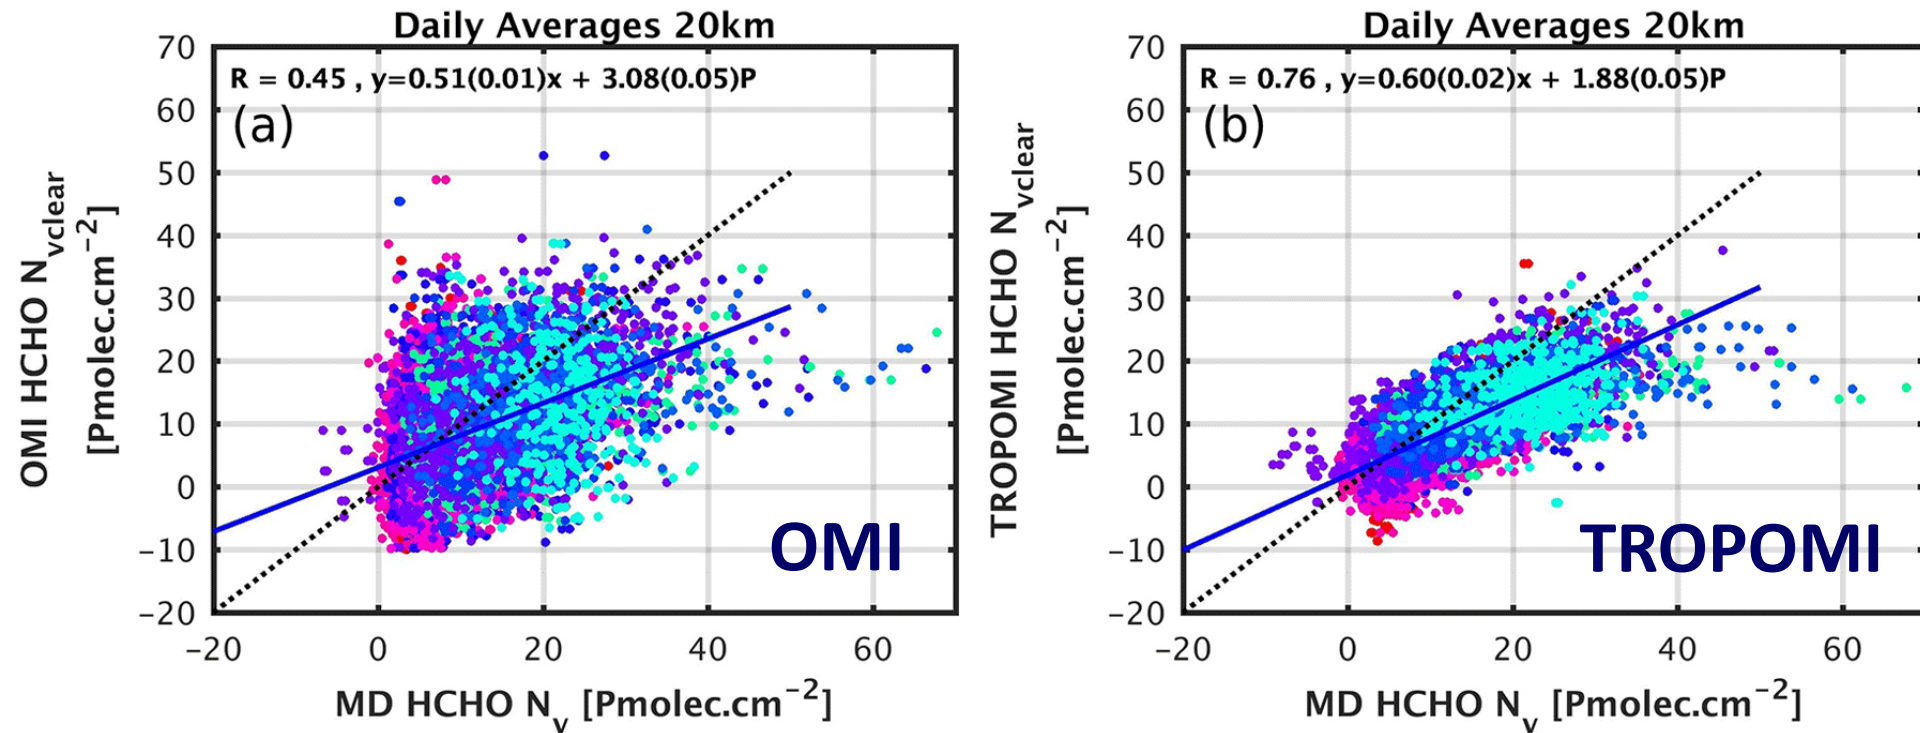 Daily Averages 20km
R = 0.45 , y=0.51(0.01)x + 3.08(0.05)P
(a)
OMI HCHO Nvclear
[Pmolec.cm−2]
70
60
50
40
30
20
10
0
−10
−20
−20 0 20 40 60
MD HCHO Nv [Pmolec.cm−2]
OMI
Daily Averages 20km
R = 0.76 , y=0.60(0.02)x + 1.88(0.05)P
(b)
TROPOMI HCHO Nvclear
[Pmolec.cm−2]
70
60
50
40
30
20
10
0
−10
−20
−20 0 20 40 60
MD HCHO Nv [Pmolec.cm−2]
TROPOMI